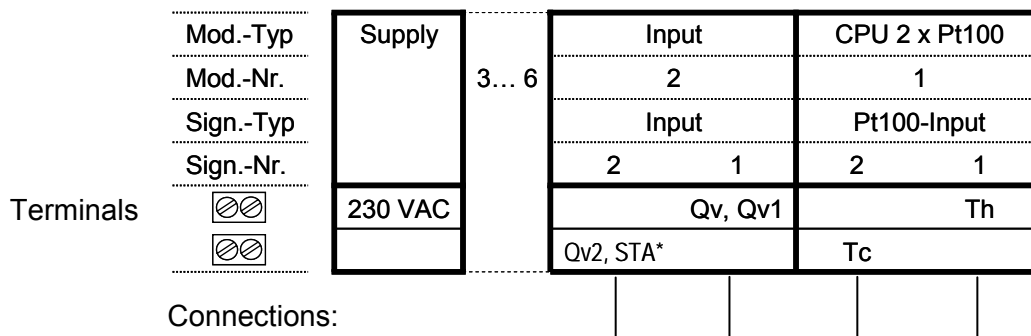 Mod.-Typ Supply Input CPU 2 x Pt100
Mod.-Nr. 3… 6 2 1
Sign.-Typ Input Pt100-Input
Sign.-Nr. 2 1 2 1
Terminals 230 VAC Qv, Qv1 Th
Qv2, STA* Tc
Connections: